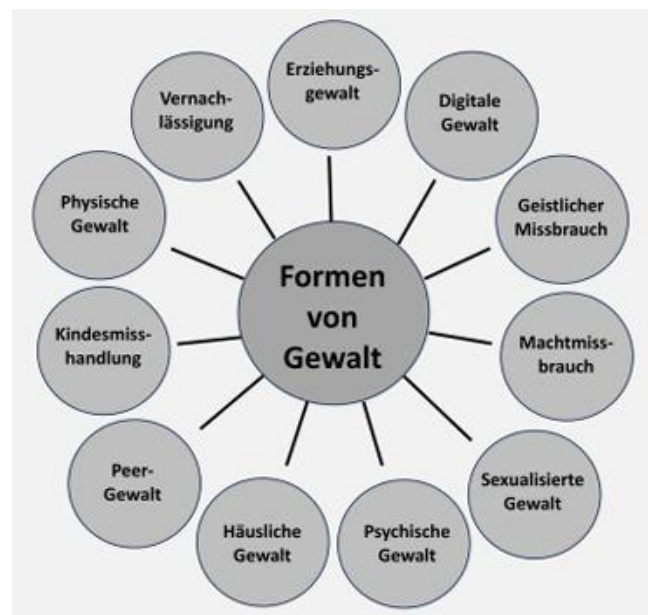 Formen
von
Gewalt
Erziehungs-
gewalt
Digitale
Gewalt
Geistlicher
Missbrauch
Machtmiss-
brauch
Sexualisierte
Gewalt
Psychische
Gewalt
Häusliche
Gewalt
Peer-
Gewalt
Kindesmiss-
handlung
Physische
Gewalt
Vernach-
lässigung